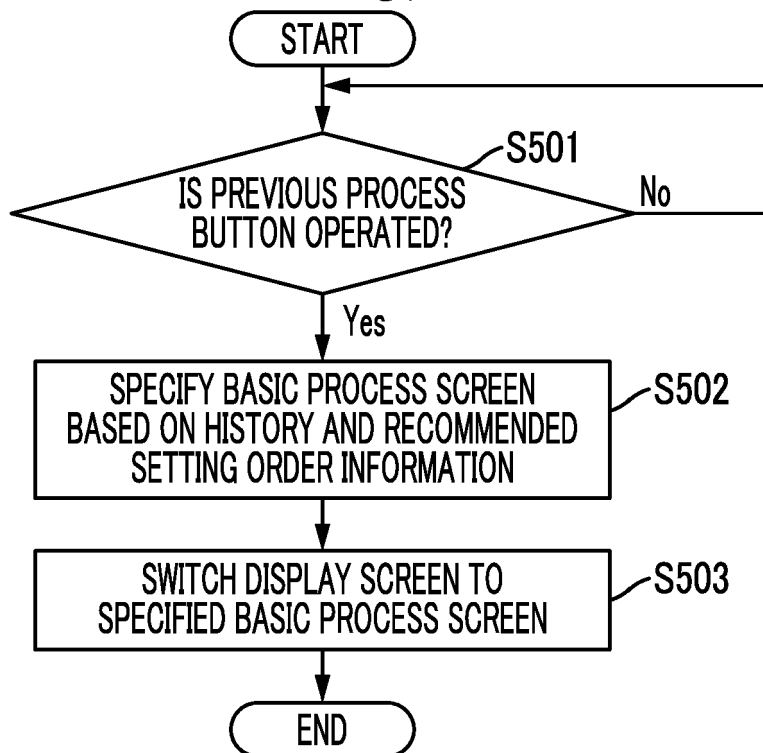 START
S501
IS PREVIOUS PROCESS
BUTTON OPERATED?
No
Yes
SPECIFY BASIC PROCESS SCREEN
BASED ON HISTORY AND RECOMMENDED
SETTING ORDER INFORMATION
S502
SWITCH DISPLAY SCREEN TO
SPECIFIED BASIC PROCESS SCREEN
S503
END